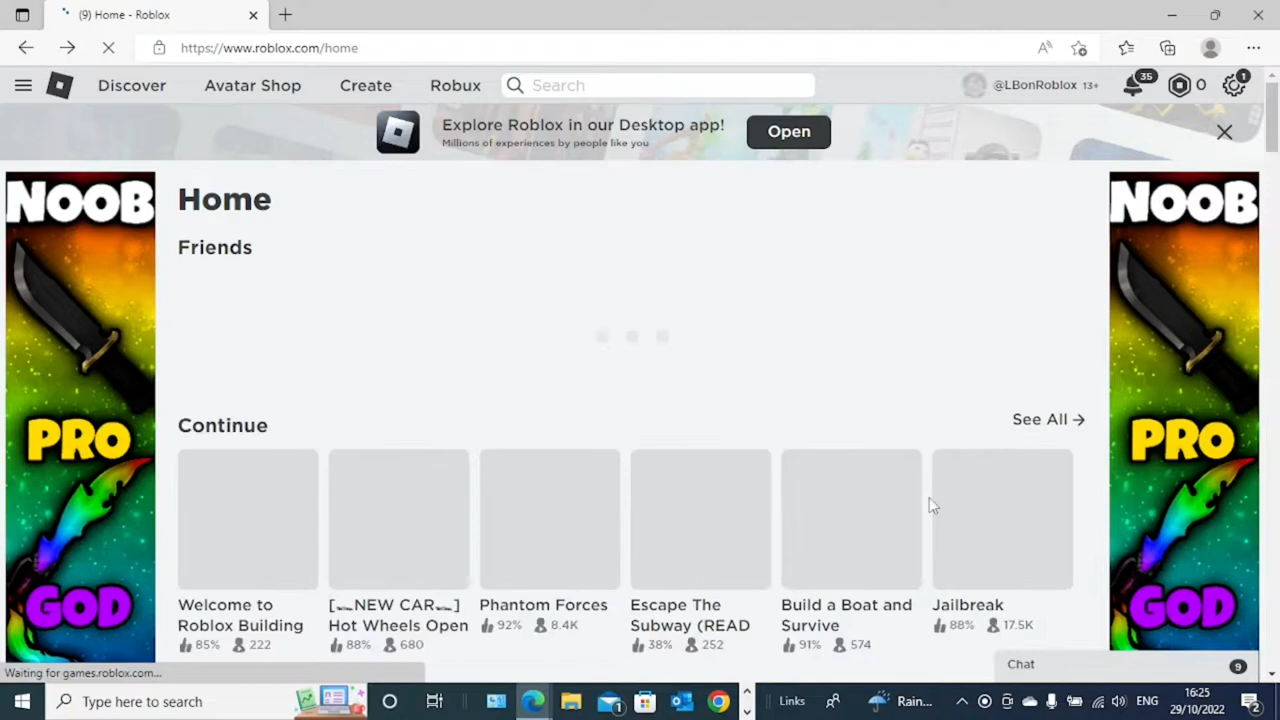 (9) Home - Roblox
https://www.roblox.com/home
Discover
Avatar Shop
Create
Robux
Search
@LBonRoblox 13+
35
0
1
Explore Roblox in our Desktop app!
Millions of experiences by people like you
Open
NOOB
PRO
GOD
Home
Friends
Continue
See All →
Welcome to
Roblox Building
85% 222
NEW CAR
Hot Wheels Open
88% 680
Phantom Forces
92% 8.4K
Escape The
Subway (READ
38% 252
Build a Boat and
Survive
91% 574
Jailbreak
88% 17.5K
NOOB
PRO
GOD
Waiting for games.roblox.com...
Chat
9
Type here to search
1
Links
Rain...
ENG
16:25
29/10/2022
2